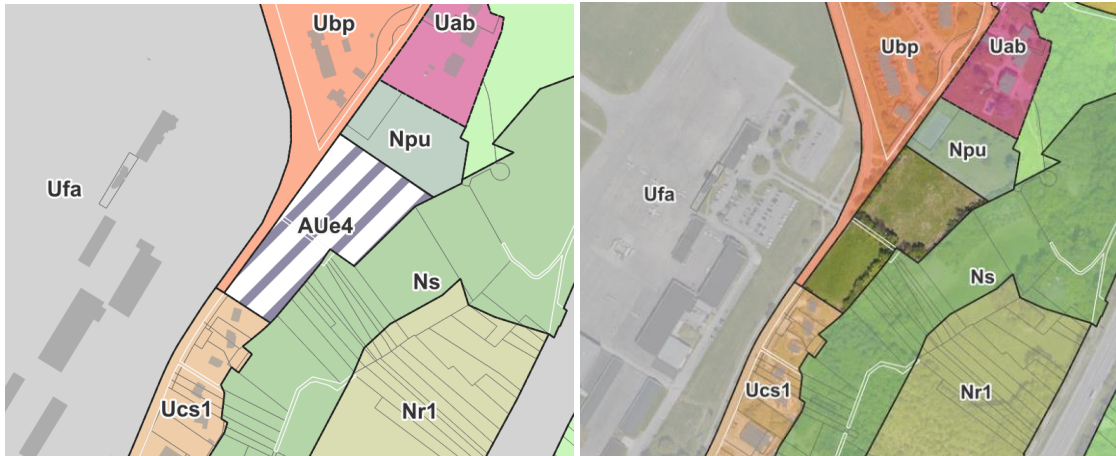 Ubp
Uab
Npu
Ufa
AUe4
Ns
Ucs1
Nr1
Ubp
Uab
Npu
Ufa
Ns
Ucs1
Nr1